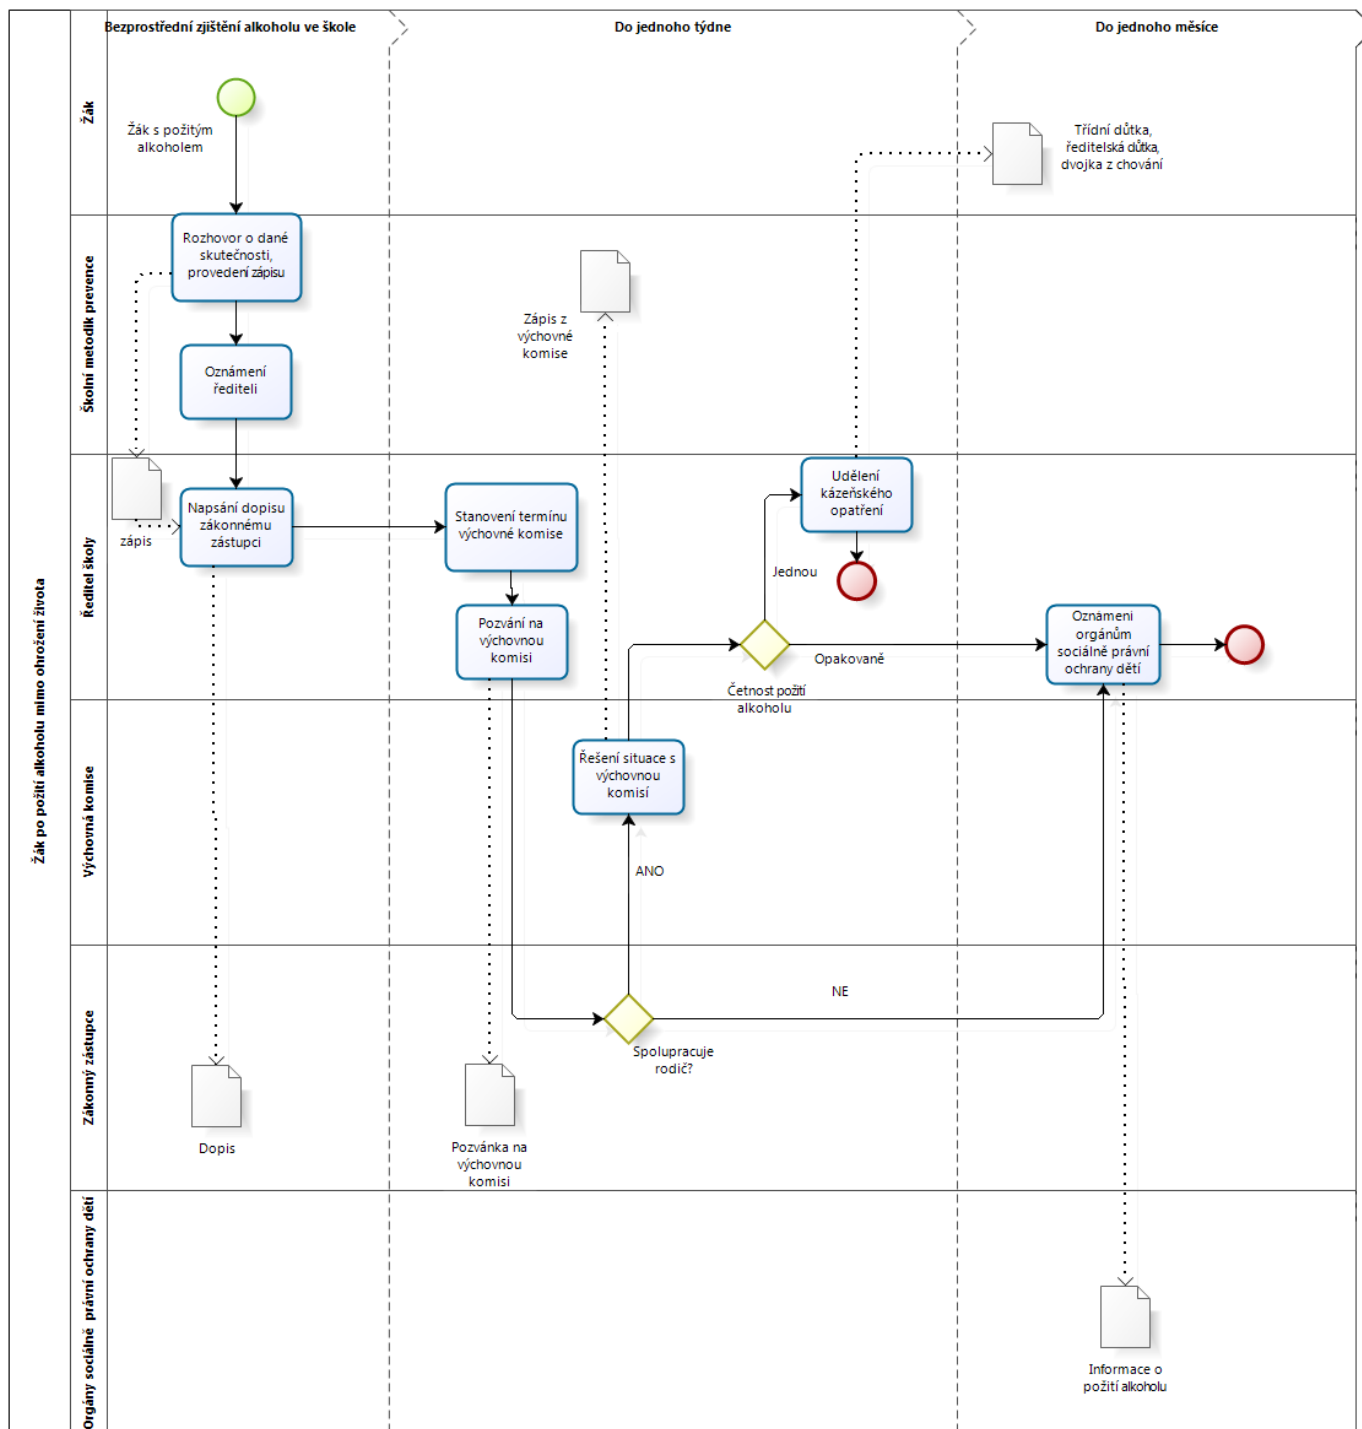 Bezprostřední zjištění alkoholu ve škole
Do jednoho týdne
Do jednoho měsíce
Žák po požití alkoholu mimo ohrožení života
Žák
Žák s požitým
alkoholem
Třídní důtka,
ředitelská důtka,
dvojka z chování
Školní metodik prevence
Rozhovor o dané
skutečnosti,
provedení zápisu
Oznámení
řediteli
Zápis z
výchovné
komise
Ředitel školy
zápis
Napsání dopisu
zákonnému
zástupci
Stanovení termínu
výchovné komise
Pozvání na
výchovnou
komisi
Udělení
kázeňského
opatření
Jednou
Opakovaně
Četnost požití
alkoholu
Oznámení
orgánům
sociálně právní
ochrany dětí
Výchovná komise
Řešení situace s
výchovnou
komisí
ANO
Zákonný zástupce
NE
Spolupracuje
rodič?
Dopis
Pozvánka na
výchovnou
komisi
Orgány sociálně právní ochrany dětí
Informace o
požití alkoholu